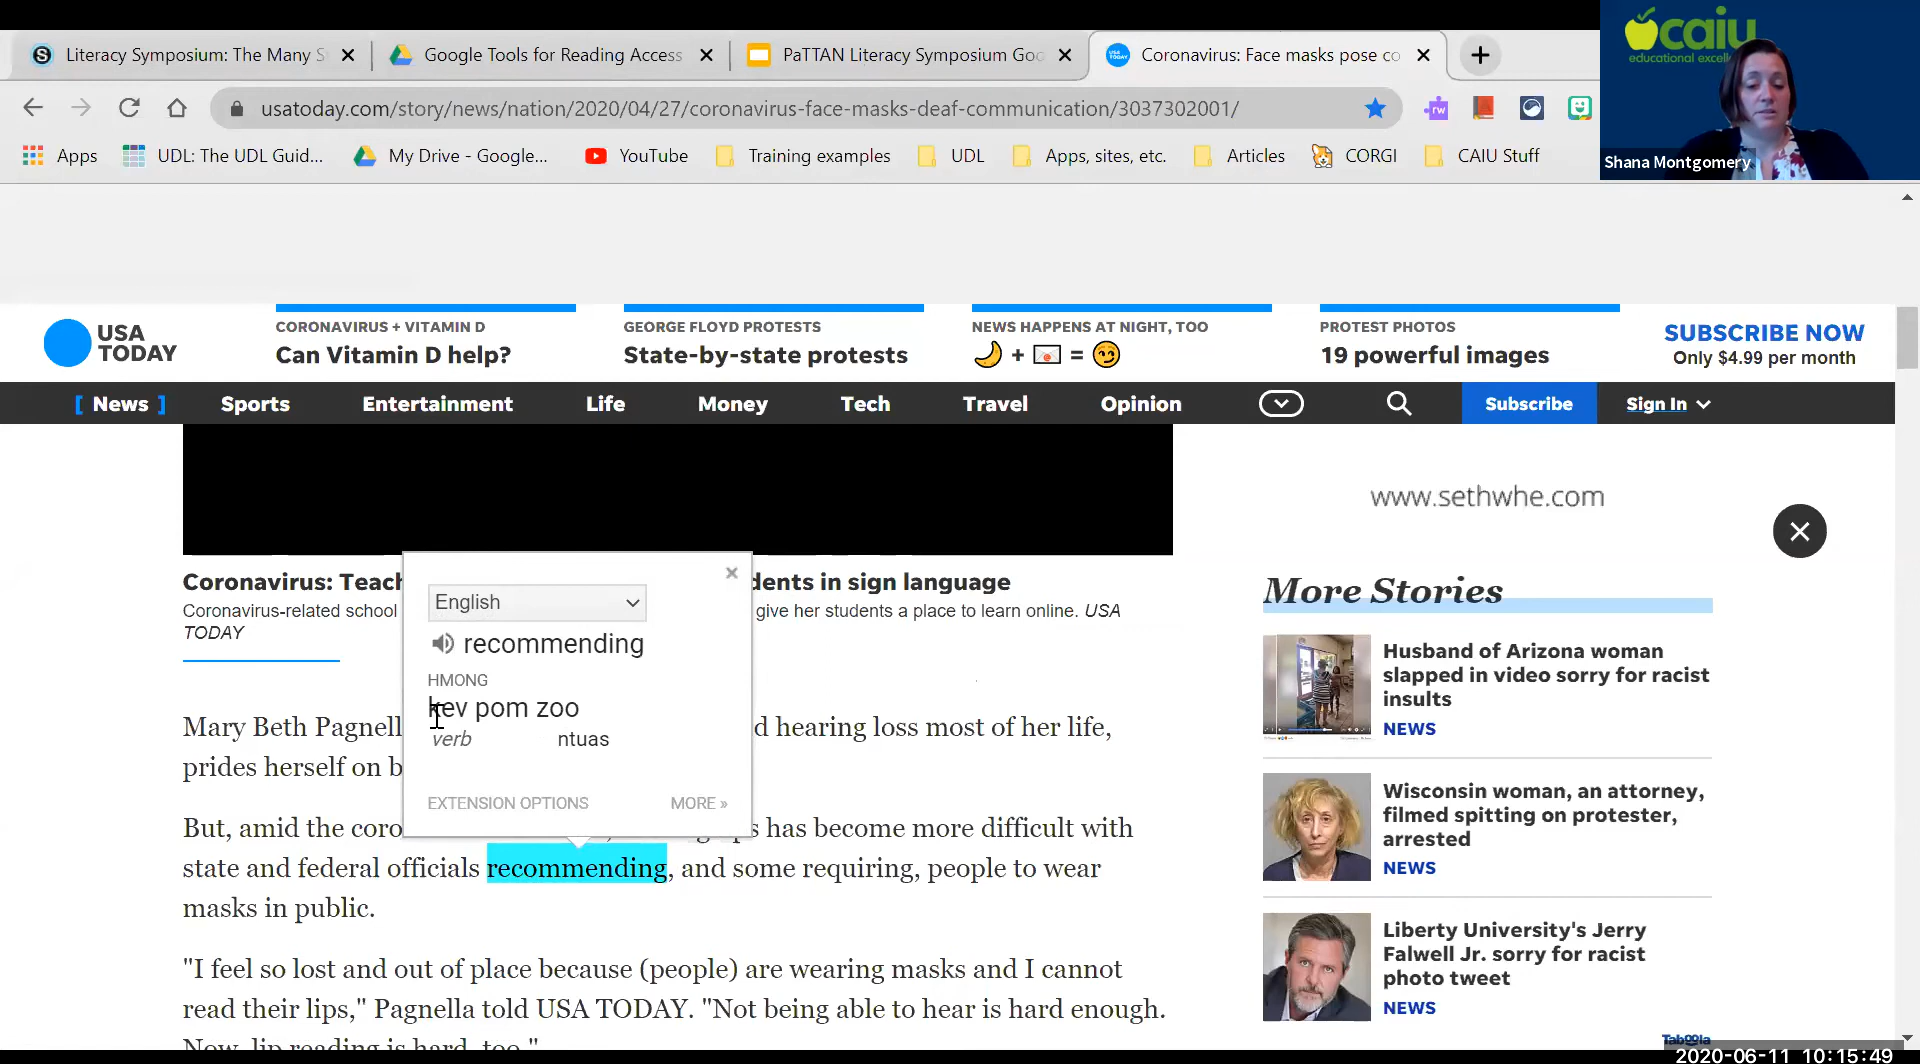 Literacy Symposium: The Many S
Google Tools for Reading Access
PaTTAN Literacy Symposium Goo
Coronavirus: Face masks pose co
usatoday.com/story/news/nation/2020/04/27/coronavirus-face-masks-deaf-communication/3037302001/
rw
caiu
educational excelle
Shana Montgomery
Apps
UDL: The UDL Guid...
My Drive - Google...
YouTube
Training examples
UDL
Apps, sites, etc.
Articles
CORGI
CAIU Stuff
USA TODAY
CORONAVIRUS + VITAMIN D
Can Vitamin D help?
GEORGE FLOYD PROTESTS
State-by-state protests
NEWS HAPPENS AT NIGHT, TOO
+ =
PROTEST PHOTOS
19 powerful images
SUBSCRIBE NOW
Only $4.99 per month
[ News ]
Sports
Entertainment
Life
Money
Tech
Travel
Opinion
Subscribe
Sign In
www.sethwhe.com
Coronavirus: Teach
dents in sign language
Coronavirus-related school
give her students a place to learn online. USA
TODAY
English
recommending
HMONG
kev pom zoo
verb ntuas
EXTENSION OPTIONS
MORE »
Mary Beth Pagnell
d hearing loss most of her life,
prides herself on b
But, amid the coro
s has become more difficult with
state and federal officials recommending, and some requiring, people to wear
masks in public.
"I feel so lost and out of place because (people) are wearing masks and I cannot
read their lips," Pagnella told USA TODAY. "Not being able to hear is hard enough.
Now, lip reading is hard, too."
More Stories
Husband of Arizona woman
slapped in video sorry for racist
insults
NEWS
Wisconsin woman, an attorney,
filmed spitting on protester,
arrested
NEWS
Liberty University's Jerry
Falwell Jr. sorry for racist
photo tweet
NEWS
Taboola
2020-06-11 10:15:49